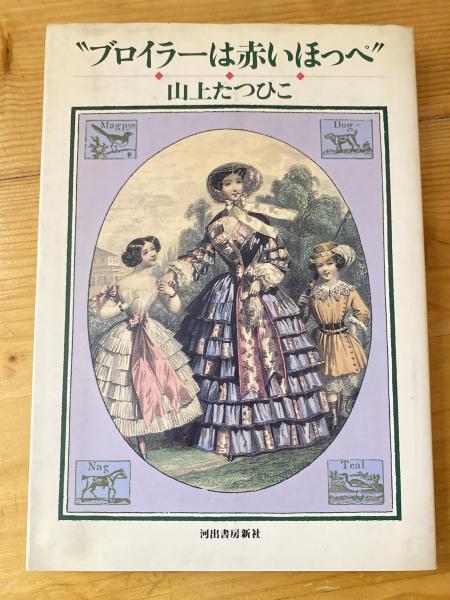 "ブロイラーは赤いほっぺ"
山上たつひこ
Magpye
Dog
Nag
Teal
河出書房新社